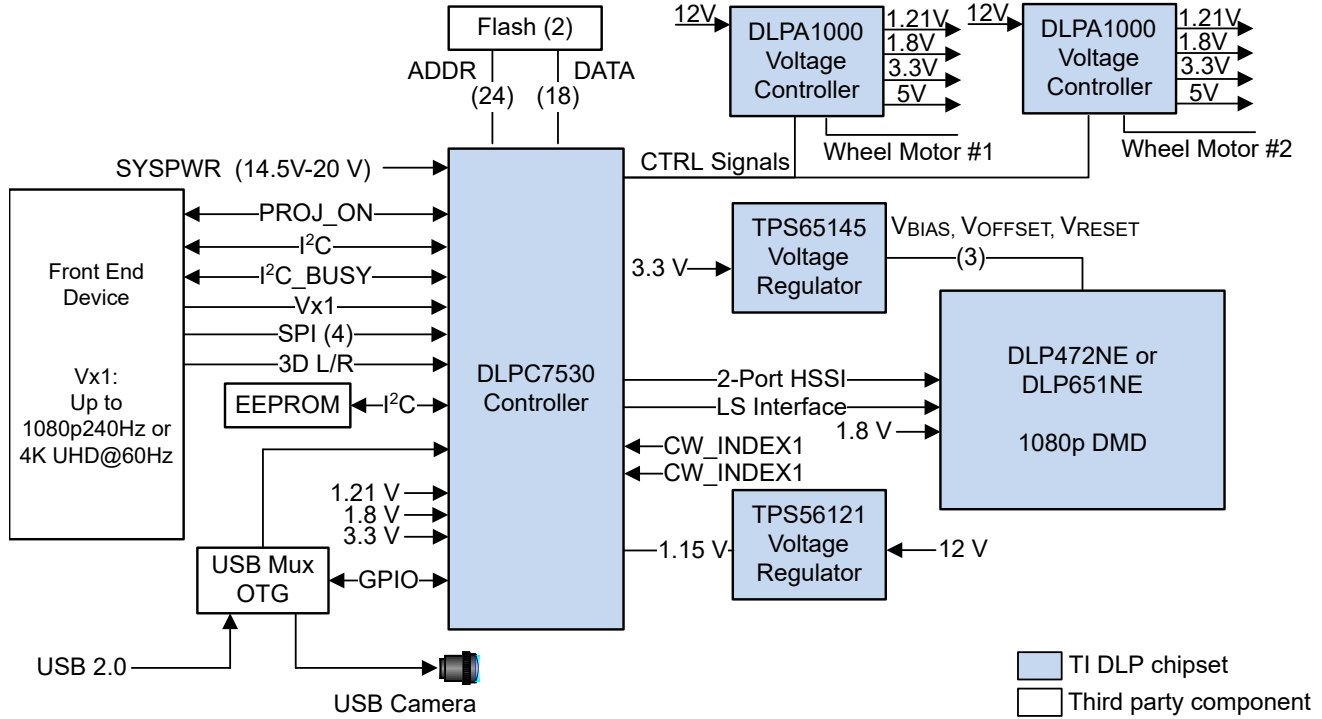 Flash (2)
ADDR
(24)
DATA
(18)
12V
DLPA1000
Voltage
Controller
1.21V
1.8V
3.3V
5V
Wheel Motor #1
12V
DLPA1000
Voltage
Controller
1.21V
1.8V
3.3V
5V
Wheel Motor #2
CTRL Signals
SYSPWR (14.5V-20 V)
PROJ_ON
I²C
I²C_BUSY
Vx1
SPI (4)
3D L/R
Front End
Device
Vx1:
Up to
1080p240Hz or
4K UHD@60Hz
EEPROM
I²C
DLPC7530
Controller
3.3 V
TPS65145
Voltage
Regulator
VBIAS, VOFFSET, VRESET
(3)
2-Port HSSI
LS Interface
1.8 V
DLP472NE or
DLP651NE
1080p DMD
CW_INDEX1
CW_INDEX1
1.21 V
1.8 V
3.3 V
1.15 V
TPS56121
Voltage
Regulator
12 V
USB Mux
OTG
GPIO
USB 2.0
USB Camera
TI DLP chipset
Third party component